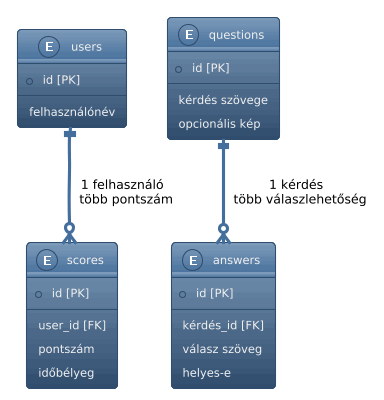 E users
id [PK]
felhasználónév
E questions
id [PK]
kérdés szövege
opcionális kép
1 felhasználó
több pontszám
1 kérdés
több válaszlehetőség
E scores
id [PK]
user_id [FK]
pontszám
időbélyeg
E answers
id [PK]
kérdés_id [FK]
válasz szöveg
helyes-e